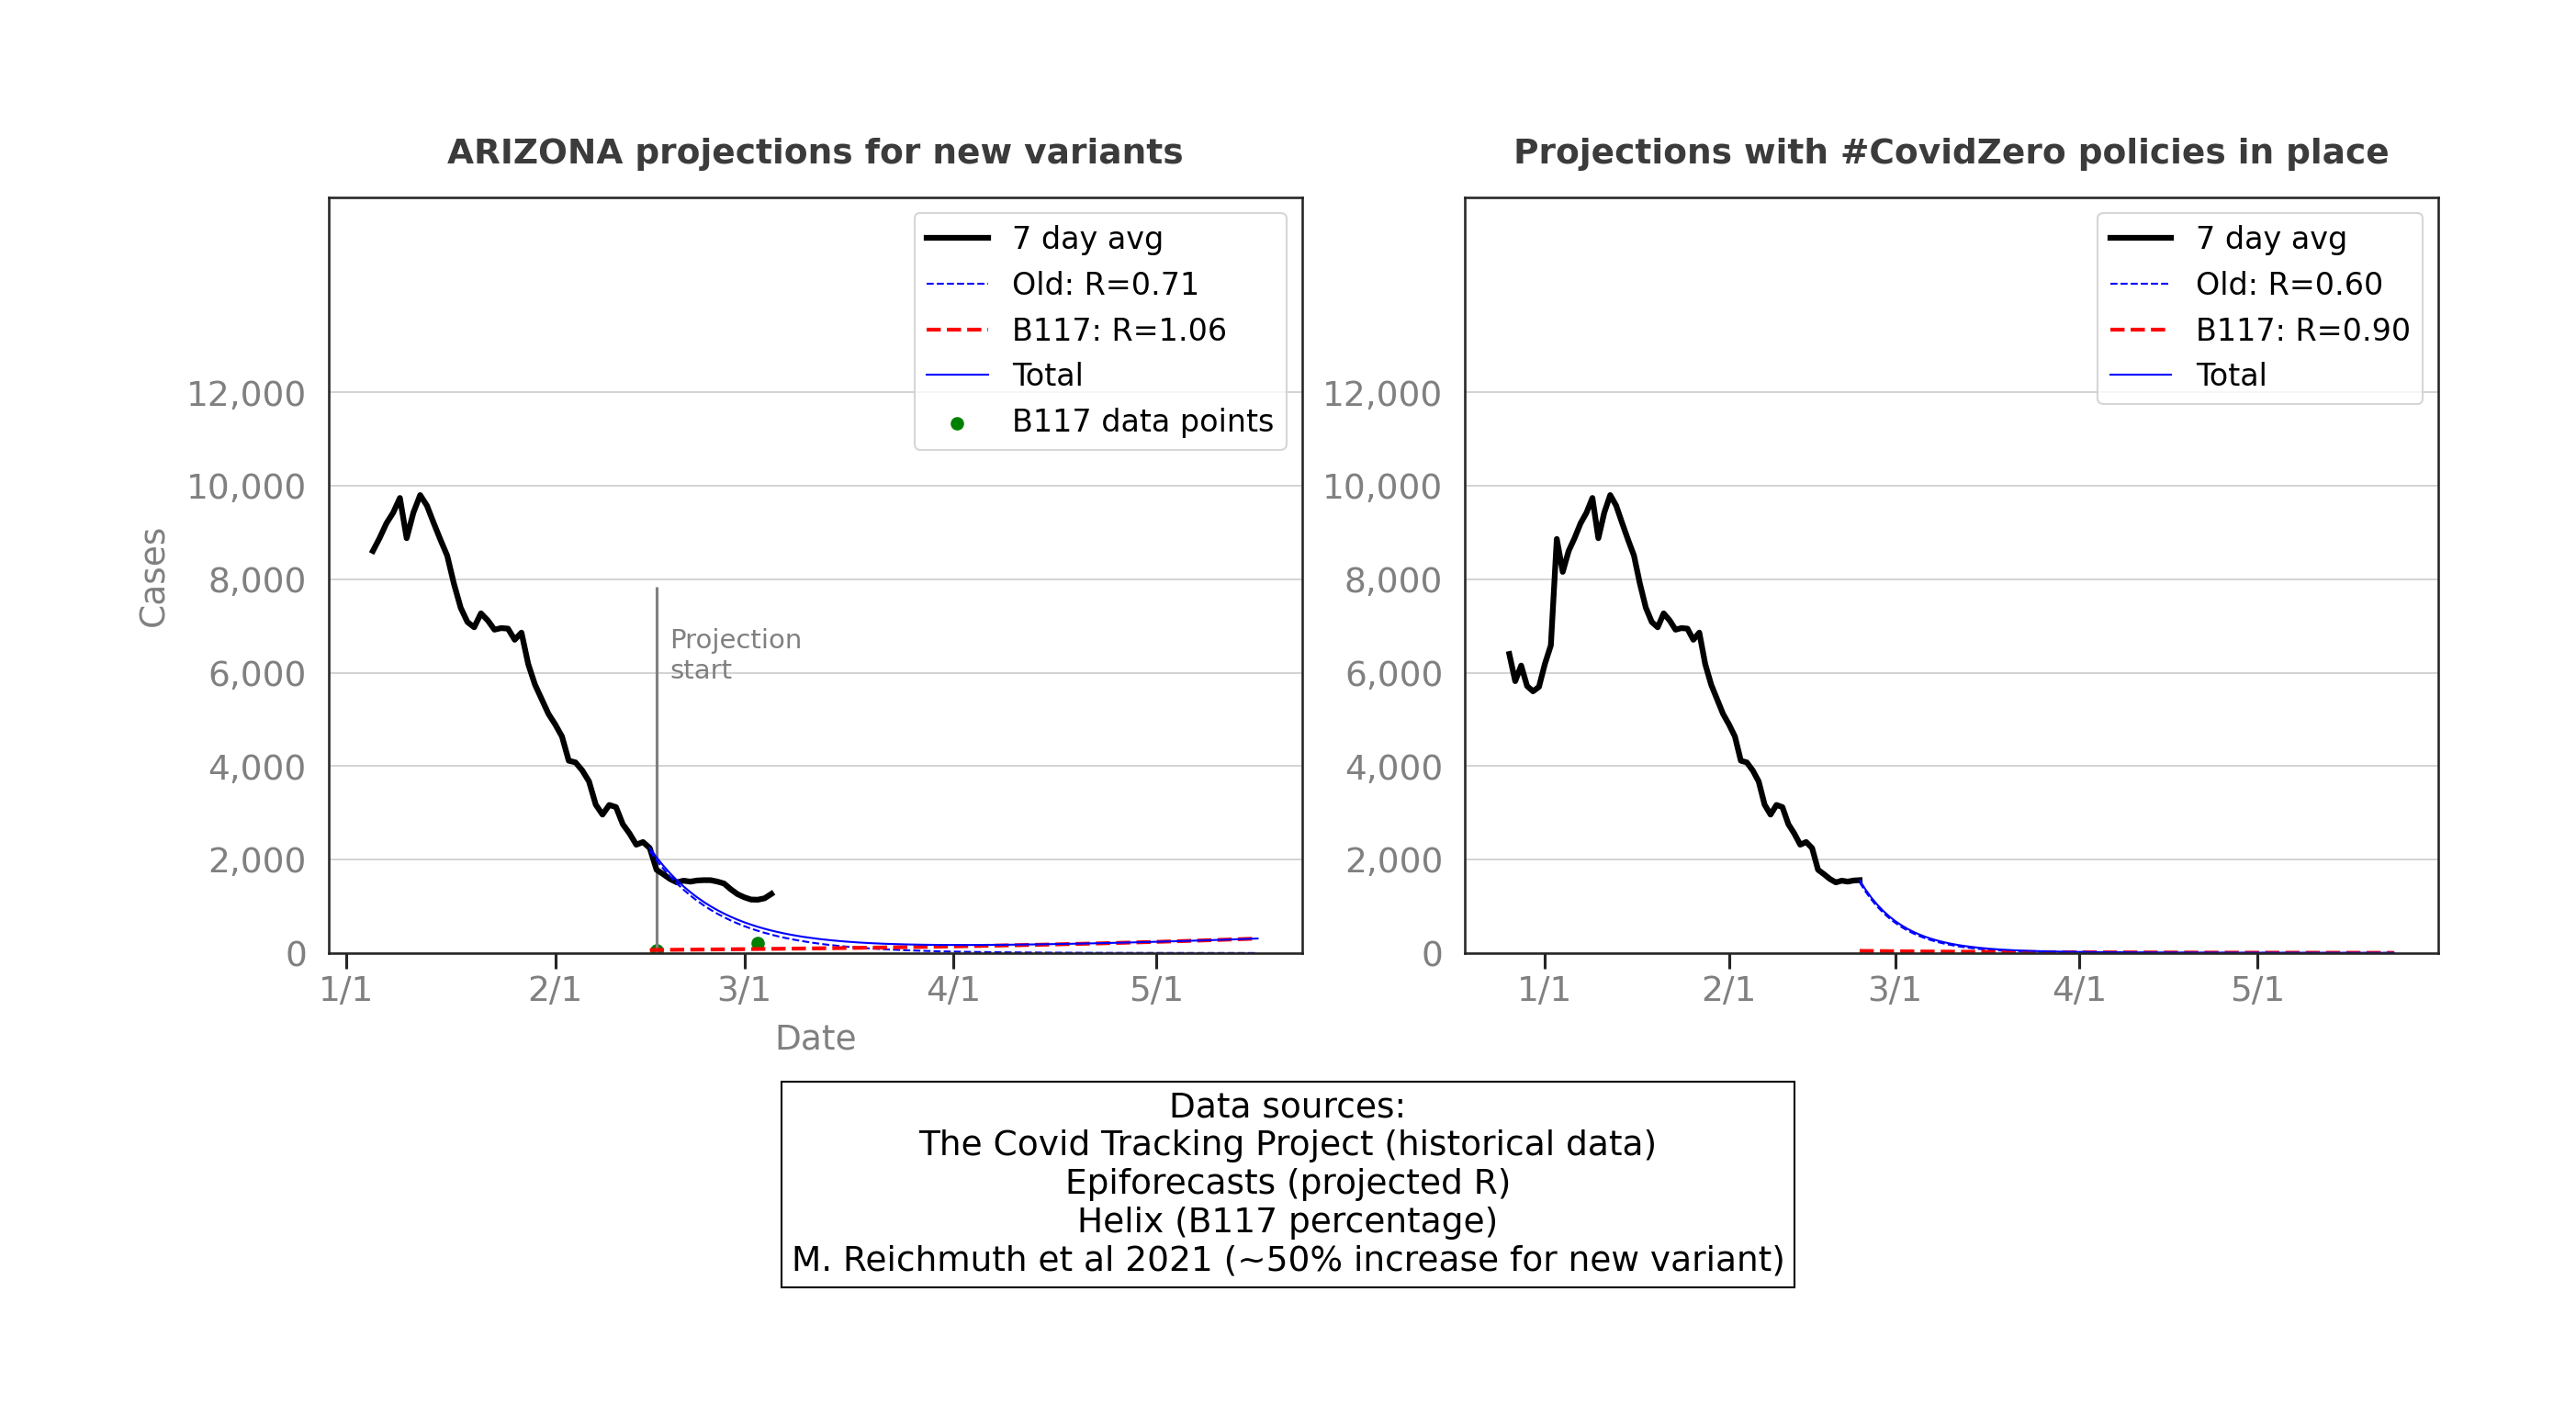 ARIZONA projections for new variants
7 day avg
Old: R=0.71
B117: R=1.06
Total
B117 data points
12,000
10,000
8,000
6,000
4,000
2,000
0
Cases
Projection
start
1/1
2/1
3/1
4/1
5/1
Date
Projections with #CovidZero policies in place
7 day avg
Old: R=0.60
B117: R=0.90
Total
12,000
10,000
8,000
6,000
4,000
2,000
0
1/1
2/1
3/1
4/1
5/1
Data sources:
The Covid Tracking Project (historical data)
Epiforecasts (projected R)
Helix (B117 percentage)
M. Reichmuth et al 2021 (~50% increase for new variant)